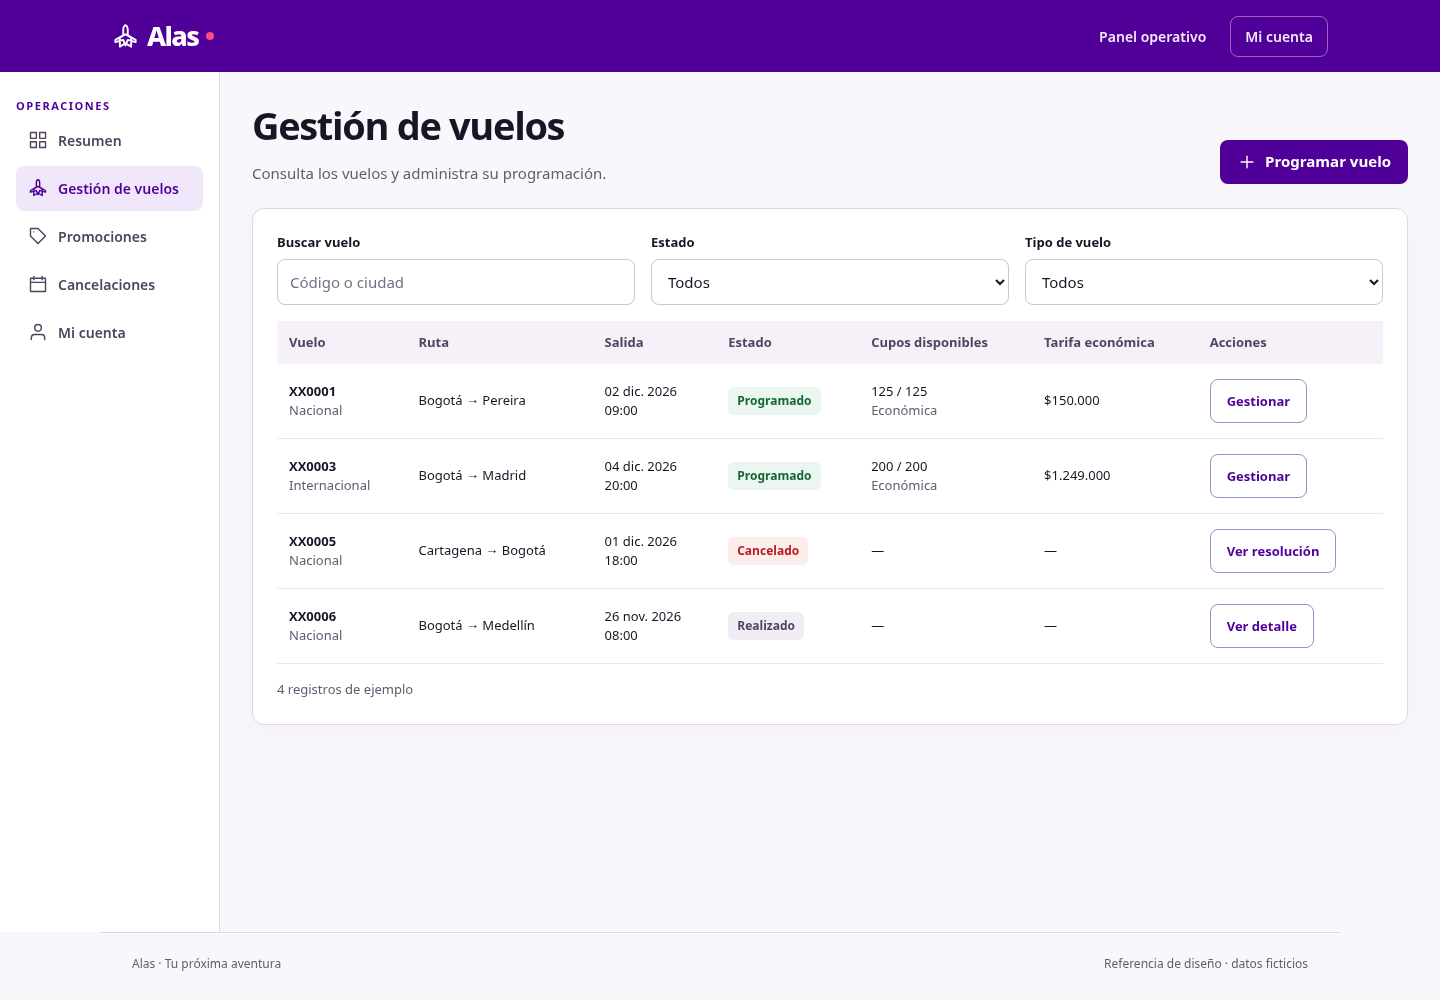 Alas
Panel operativo
Mi cuenta
OPERACIONES
Resumen
Gestión de vuelos
Promociones
Cancelaciones
Mi cuenta
Gestión de vuelos
Consulta los vuelos y administra su programación.
Programar vuelo
Buscar vuelo
Estado
Tipo de vuelo
Código o ciudad
Todos
Todos
Vuelo Ruta Salida Estado Cupos disponibles Tarifa económica Acciones
XX0001
Nacional
Bogotá → Pereira
02 dic. 2026
09:00
Programado
125 / 125
Económica
$150.000
Gestionar
XX0003
Internacional
Bogotá → Madrid
04 dic. 2026
20:00
Programado
200 / 200
Económica
$1.249.000
Gestionar
XX0005
Nacional
Cartagena → Bogotá
01 dic. 2026
18:00
Cancelado
—
—
Ver resolución
XX0006
Nacional
Bogotá → Medellín
26 nov. 2026
08:00
Realizado
—
—
Ver detalle
4 registros de ejemplo
Alas · Tu próxima aventura
Referencia de diseño · datos ficticios